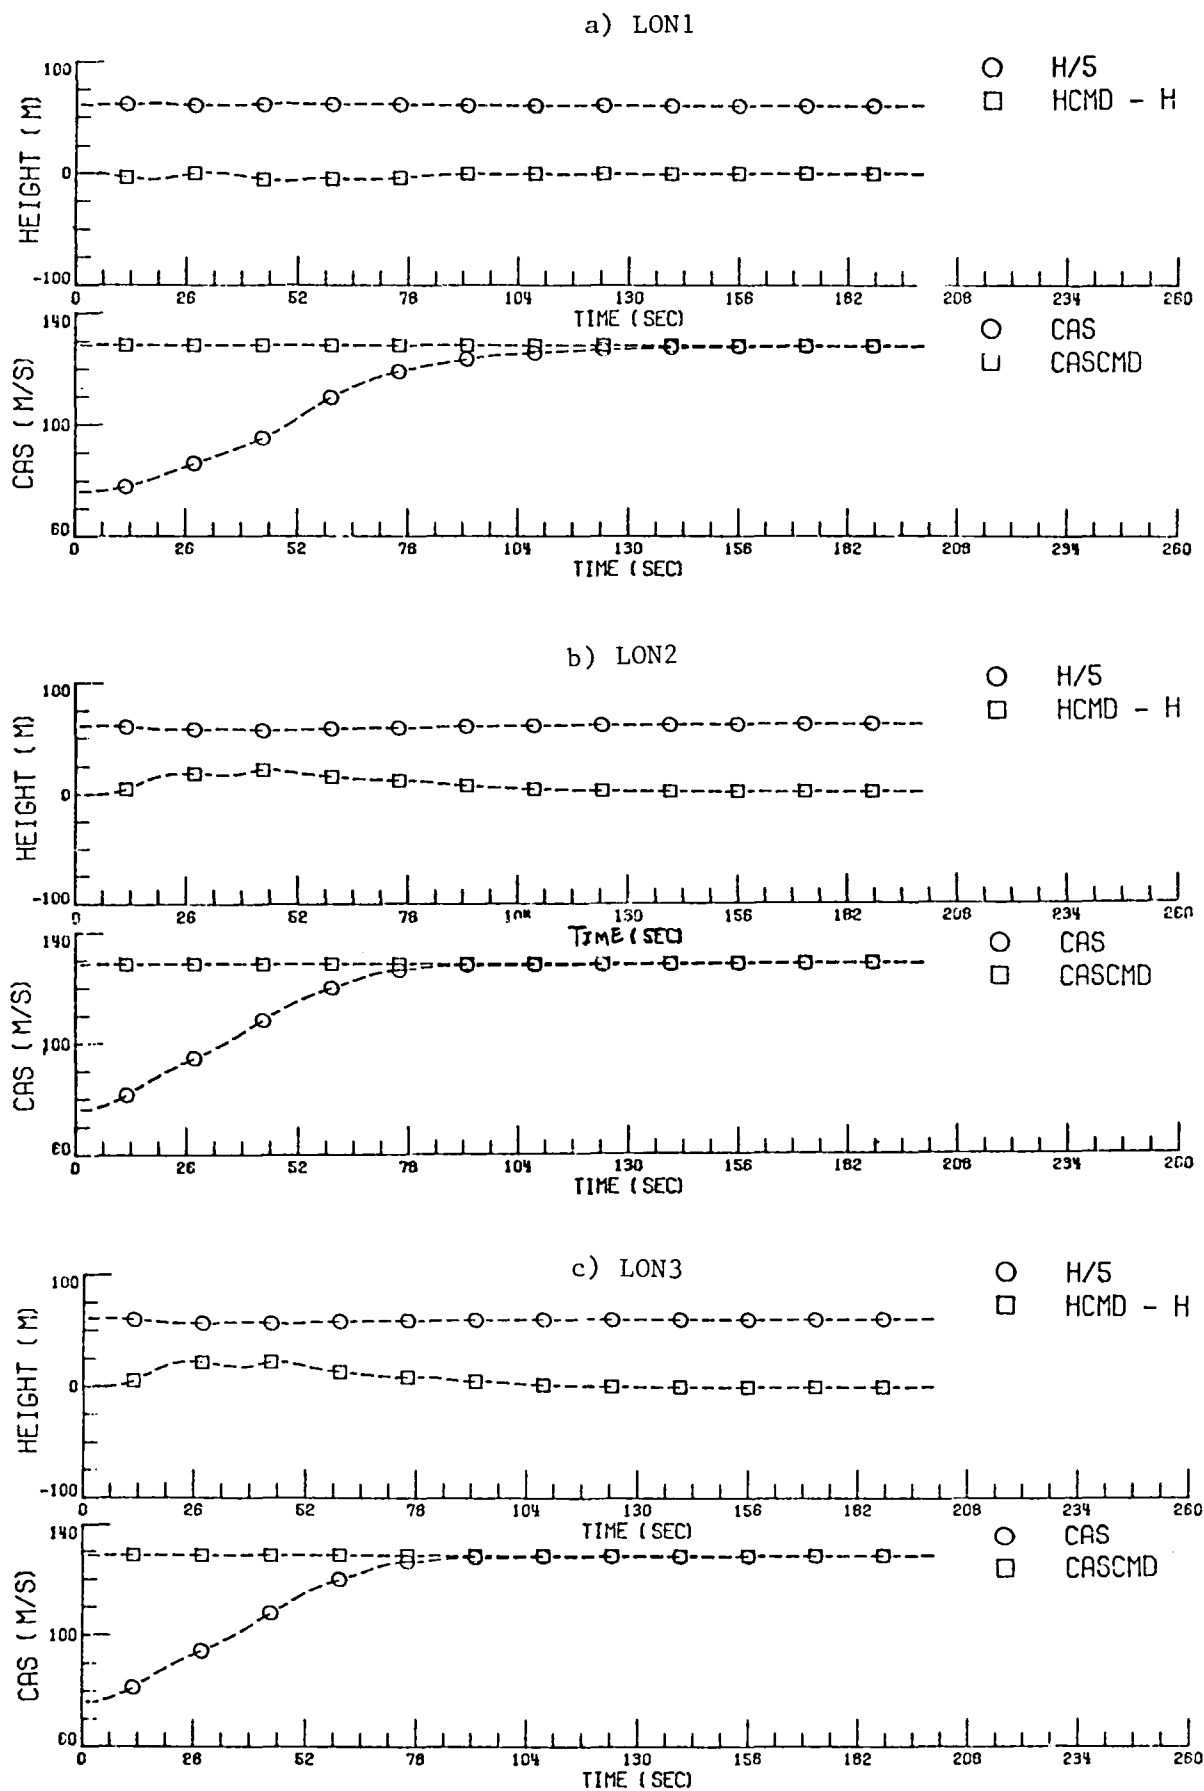 a) LON1
100
H/5
HCMD - H
HEIGHT (M)
0
-100
0 26 52 78 104 130 156 182 208 234 260
TIME (SEC)
140
CAS
CASCMD
CAS (M/S)
100
60
0 26 52 78 104 130 156 182 208 234 260
TIME (SEC)
b) LON2
100
H/5
HCMD - H
HEIGHT (M)
0
-100
0 26 52 78 104 130 156 182 208 234 260
TIME (SEC)
140
CAS
CASCMD
CAS (M/S)
100
60
0 26 52 78 104 130 156 182 208 234 260
TIME (SEC)
c) LON3
100
H/5
HCMD - H
HEIGHT (M)
0
-100
0 26 52 78 104 130 156 182 208 234 260
TIME (SEC)
140
CAS
CASCMD
CAS (M/S)
100
60
0 26 52 78 104 130 156 182 208 234 260
TIME (SEC)